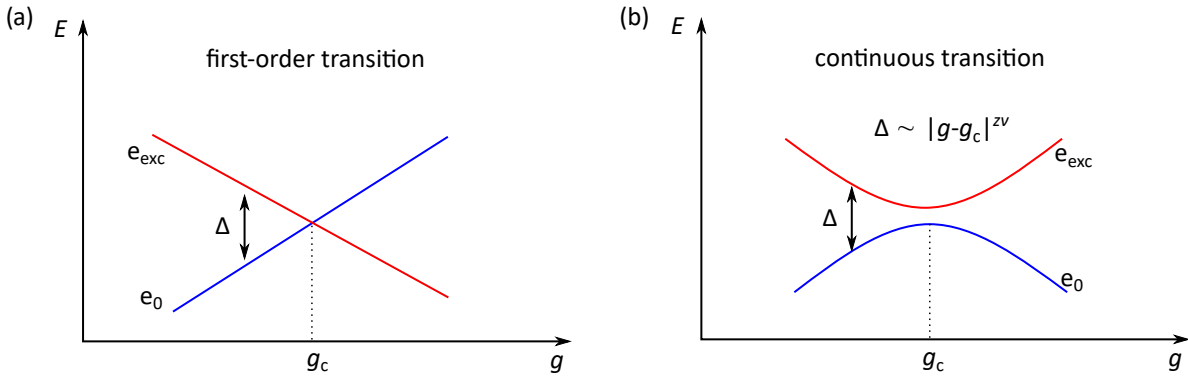 (a)
E
first-order transition
e_exc
Δ
e_0
g_c
g
(b)
E
continuous transition
Δ ∼ |g-g_c|^{zν}
e_exc
Δ
e_0
g_c
g